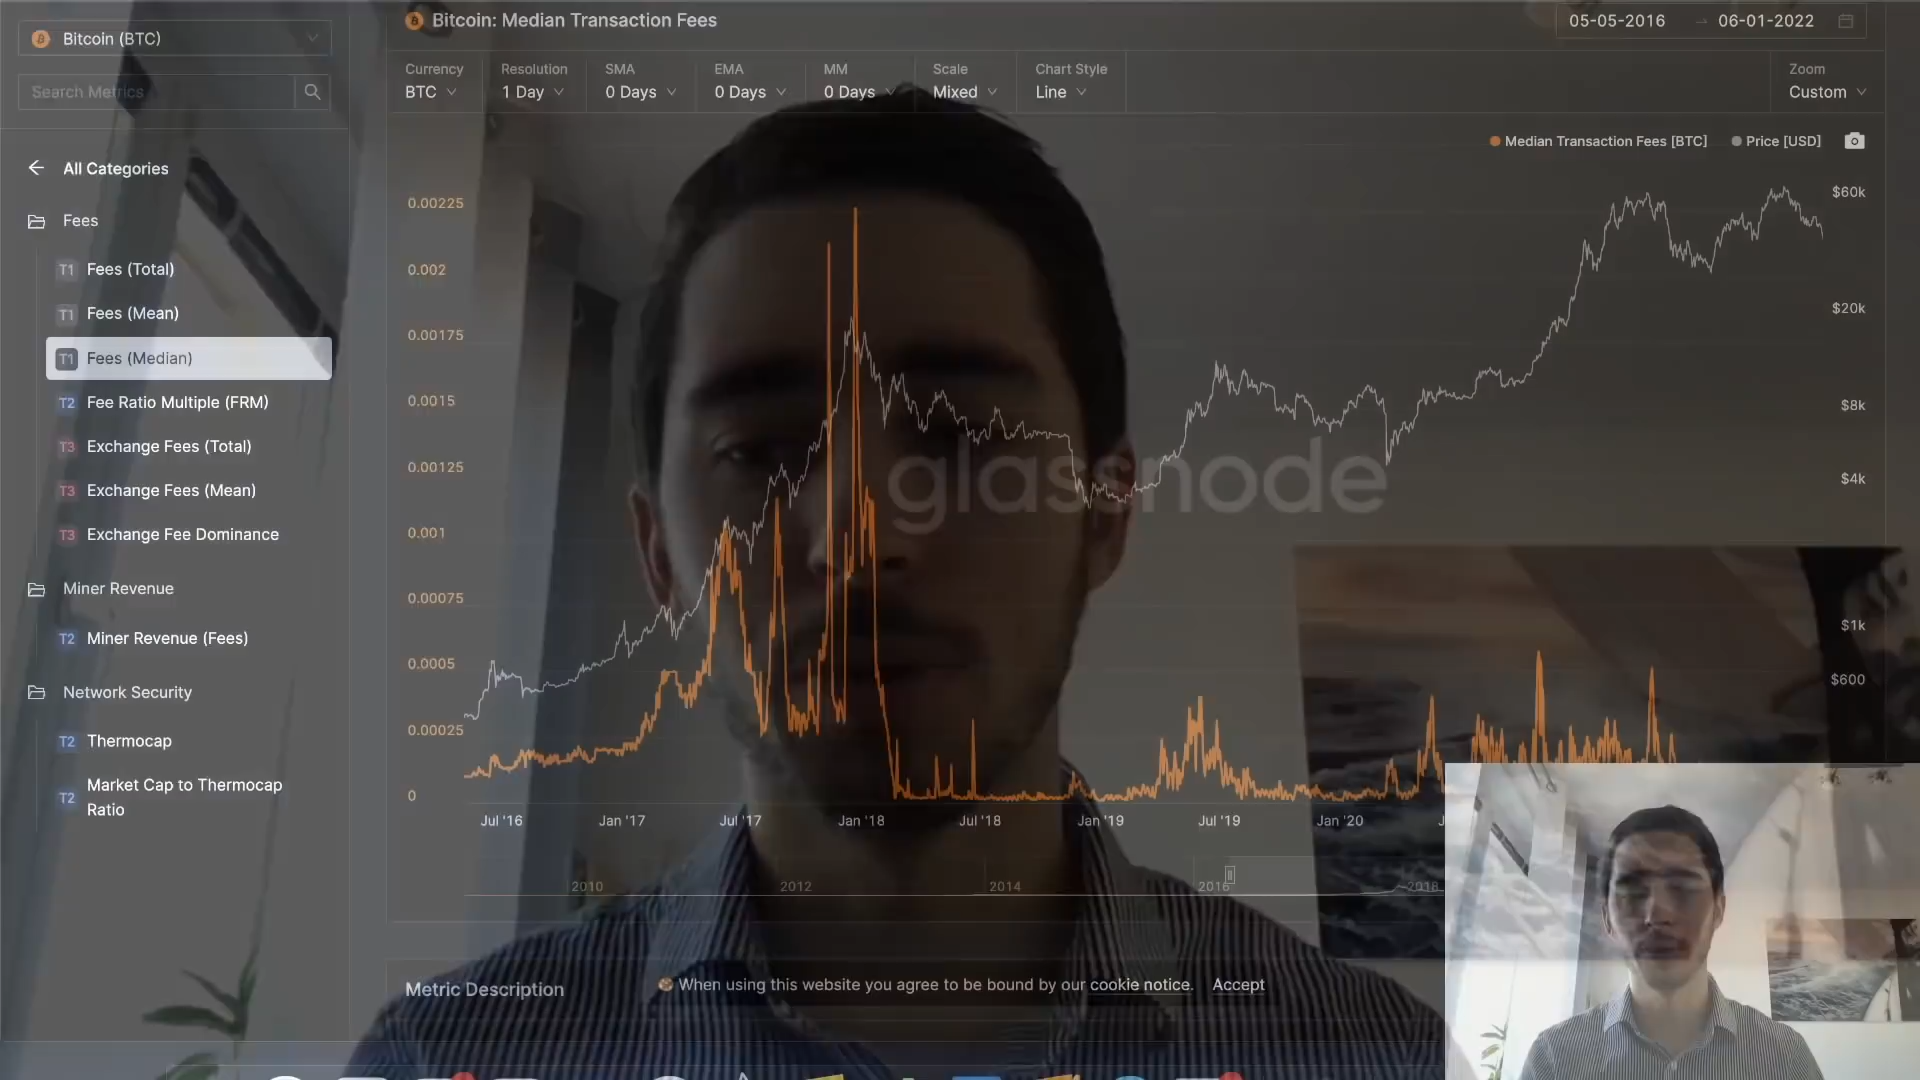 Bitcoin (BTC)
Search Metrics
All Categories
Fees
T1 Fees (Total)
T1 Fees (Mean)
T1 Fees (Median)
T2 Fee Ratio Multiple (FRM)
T3 Exchange Fees (Total)
T3 Exchange Fees (Mean)
T3 Exchange Fee Dominance
Miner Revenue
T2 Miner Revenue (Fees)
Network Security
T2 Thermocap
T2 Market Cap to Thermocap
Ratio
Bitcoin: Median Transaction Fees
05-05-2016 → 06-01-2022
Currency Resolution SMA EMA MM Scale Chart Style Zoom
BTC 1 Day 0 Days 0 Days 0 Days Mixed Line Custom
Median Transaction Fees [BTC] Price [USD]
0.00225
0.002
0.00175
0.0015
0.00125
0.001
0.00075
0.0005
0.00025
0
$60k
$20k
$8k
$4k
$1k
$600
glassnode
Jul '16 Jan '17 Jul '17 Jan '18 Jul '18 Jan '19 Jul '19 Jan '20
2010 2012 2014 2016 2018
Metric Description
When using this website you agree to be bound by our cookie notice. Accept